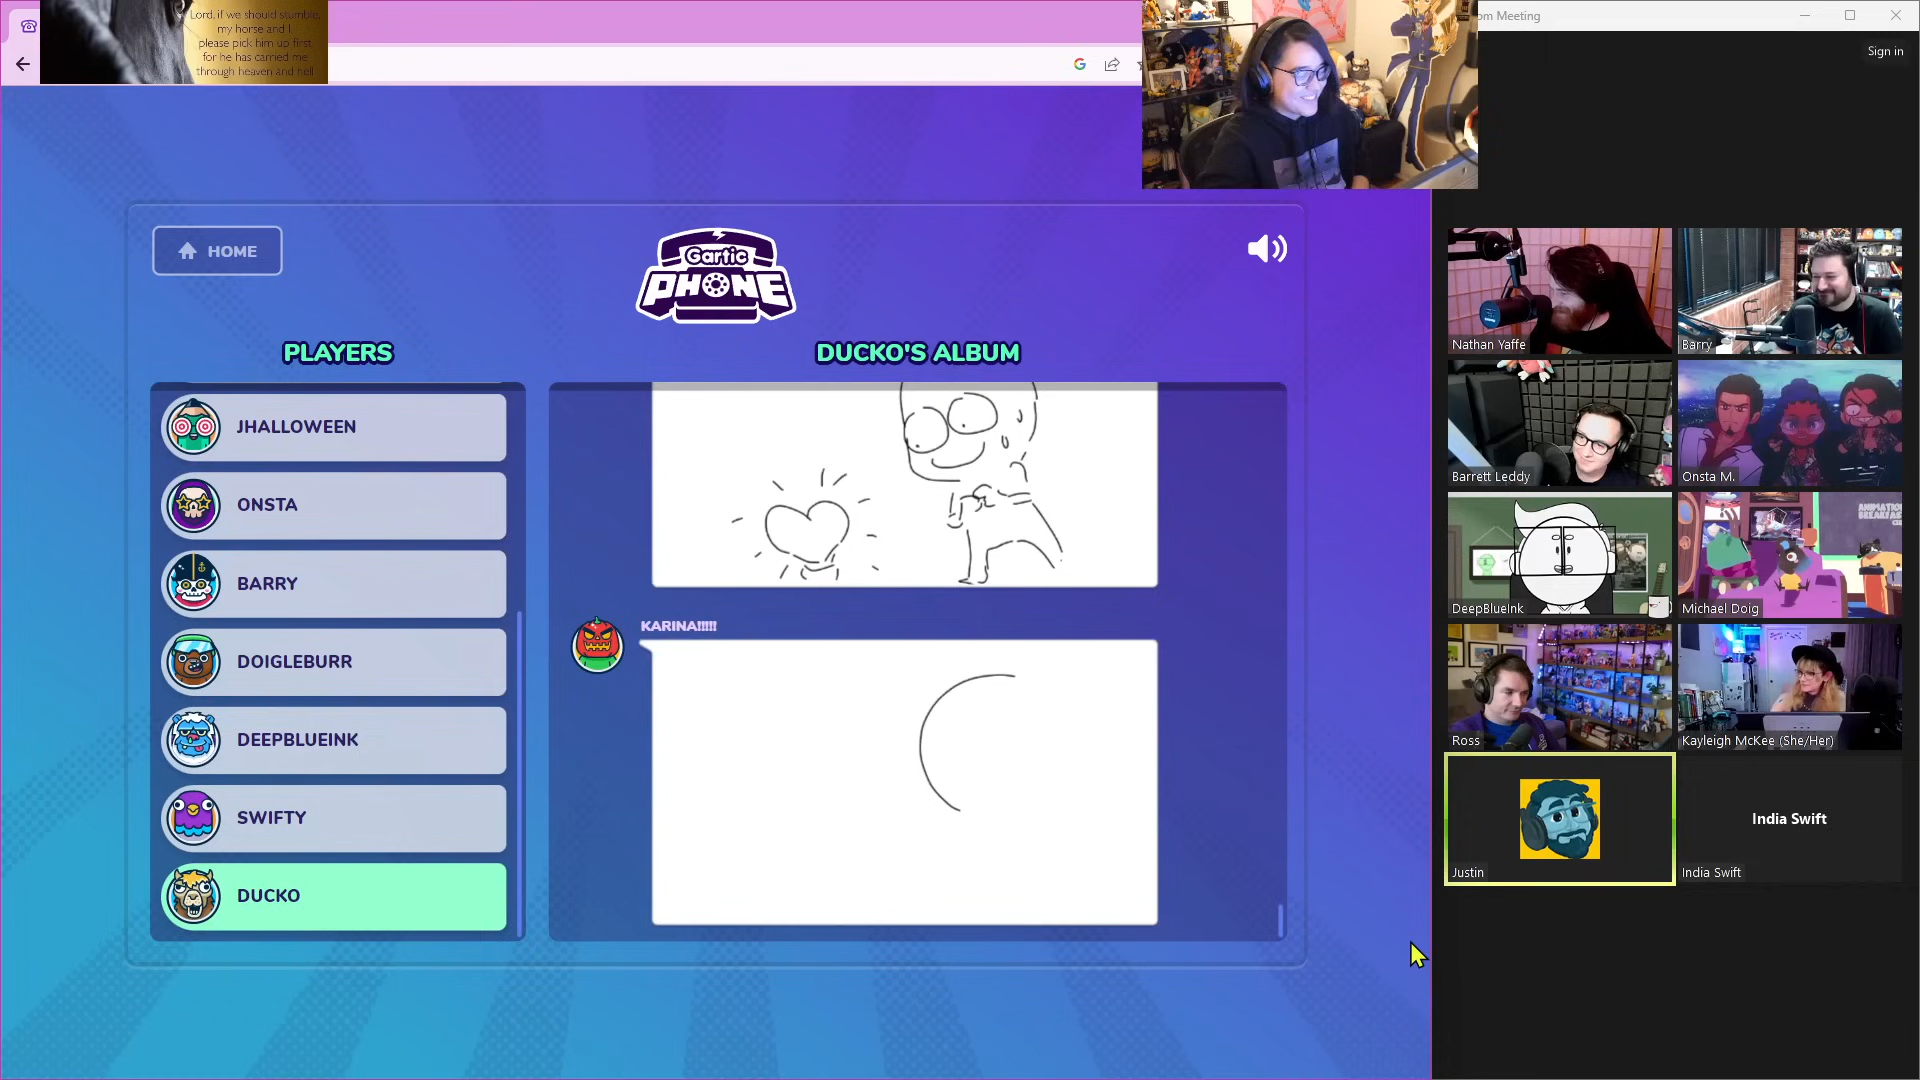 Lord, if we should stumble,
my horse and I
please pick him up first,
for he has carried me
through heaven and hell
om Meeting
Sign in
HOME
Gartic
PHONE
PLAYERS
DUCKO'S ALBUM
JHALLOWEEN
ONSTA
BARRY
DOIGLEBURR
DEEPBLUEINK
SWIFTY
DUCKO
KARINA!!!!!
Nathan Yaffe
Barry
Barrett Leddy
Onsta M.
DeepBlueInk
ANIMATION
BREAKFAST
Michael Doig
Ross
Kayleigh McKee (She/Her)
Justin
India Swift
India Swift